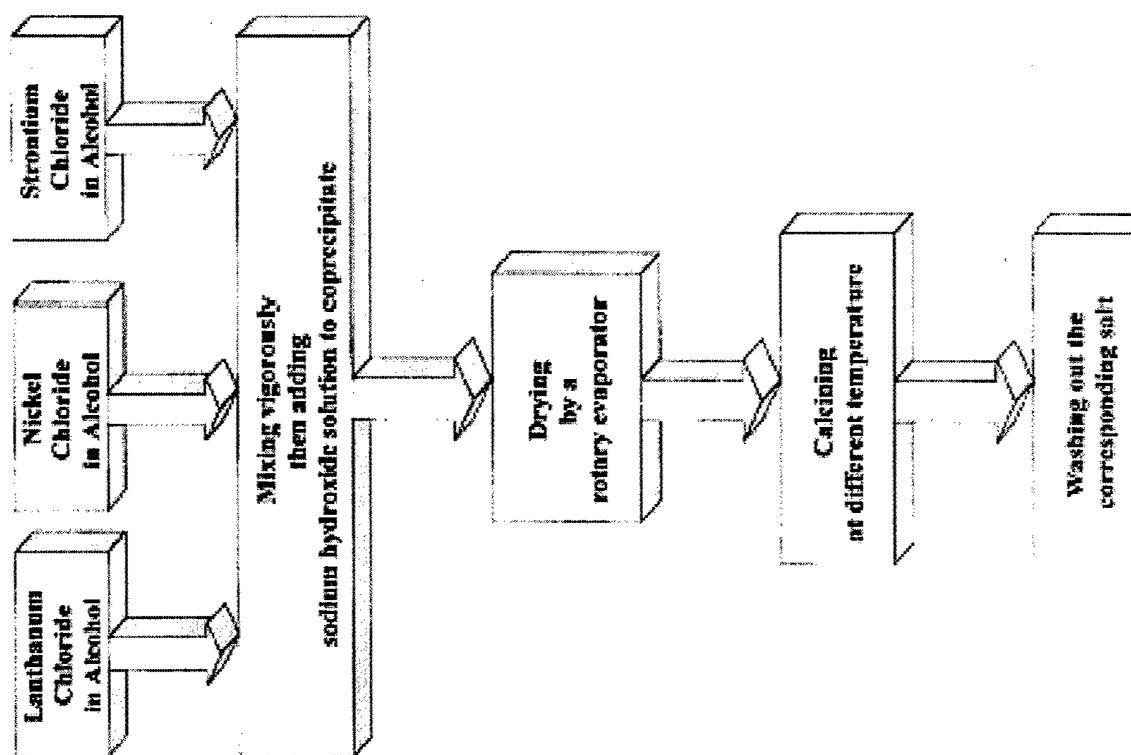 Lanthanum
Chloride
in Alcohol
Nickel
Chloride
in Alcohol
Strontium
Chloride
in Alcohol
Mixing vigorously
then adding
sodium hydroxide solution to coprecipitate
Drying
by a
rotary evaporator
Calcining
at different temperature
Washing out the
corresponding salt